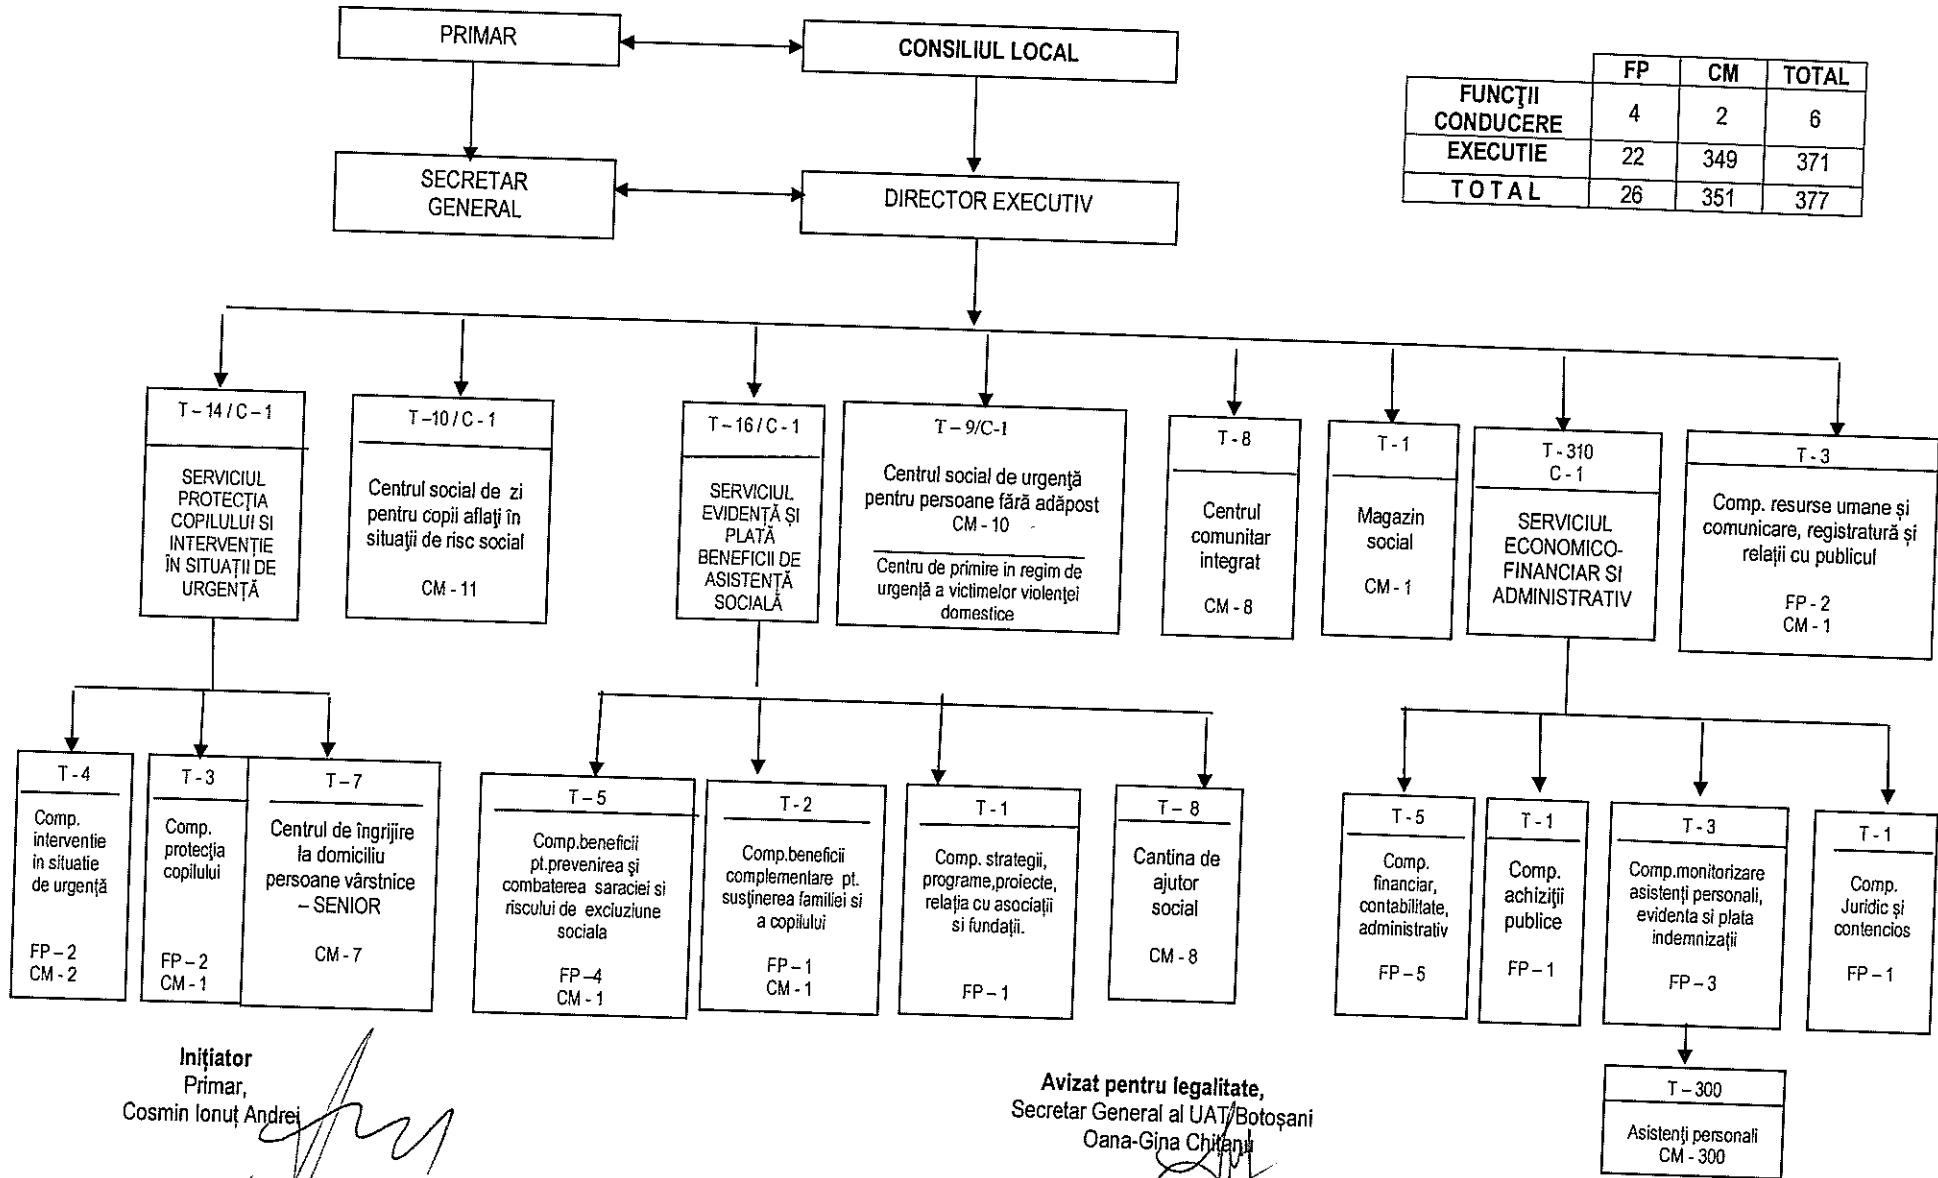 PRIMAR
CONSILIUL LOCAL
FP CM TOTAL
FUNCŢII
CONDUCERE 4 2 6
EXECUTIE 22 349 371
T O T A L 26 351 377
SECRETAR
GENERAL
DIRECTOR EXECUTIV
T – 14 / C – 1
SERVICIUL
PROTECŢIA
COPILULUI SI
INTERVENŢIE
ÎN SITUAŢII DE
URGENŢĂ
T –10 / C - 1
Centrul social de zi
pentru copii aflaţi în
situaţii de risc social
CM - 11
T – 16 / C - 1
SERVICIUL
EVIDENŢĂ ŞI
PLATĂ
BENEFICII DE
ASISTENŢĂ
SOCIALĂ
T – 9/C-1
Centrul social de urgenţă
pentru persoane fără adăpost
CM - 10
Centru de primire in regim de
urgenţă a victimelor violenţei
domestice
T - 8
Centrul
comunitar
integrat
CM - 8
T - 1
Magazin
social
CM - 1
T - 310
C - 1
SERVICIUL
ECONOMICO-
FINANCIAR SI
ADMINISTRATIV
T - 3
Comp. resurse umane și
comunicare, registratură și
relații cu publicul
FP - 2
CM - 1
T - 4
Comp.
interventie
in situatie
de urgență
FP – 2
CM - 2
T - 3
Comp.
protecţia
copilului
FP – 2
CM - 1
T – 7
Centrul de îngrijire
la domiciliu
persoane vârstnice
– SENIOR
CM - 7
T – 5
Comp.beneficii
pt.prevenirea şi
combaterea saraciei si
riscului de excluziune
sociala
FP –4
CM - 1
T - 2
Comp.beneficii
complementare pt.
susţinerea familiei si
a copilului
FP – 1
CM - 1
T - 1
Comp. strategii,
programe,proiecte,
relaţia cu asociaţii
si fundaţii.
FP – 1
T – 8
Cantina de
ajutor
social
CM - 8
T - 5
Comp.
financiar,
contabilitate,
administrativ
FP – 5
T - 1
Comp.
achiziţii
publice
FP – 1
T - 3
Comp.monitorizare
asistenţi personali,
evidenta si plata
indemnizaţii
FP – 3
T - 1
Comp.
Juridic şi
contencios
FP – 1
T – 300
Asistenţi personali
CM - 300
Iniţiator
Primar,
Cosmin Ionuţ Andrei
Avizat pentru legalitate,
Secretar General al UAT Botoşani
Oana-Gina Chiţanu